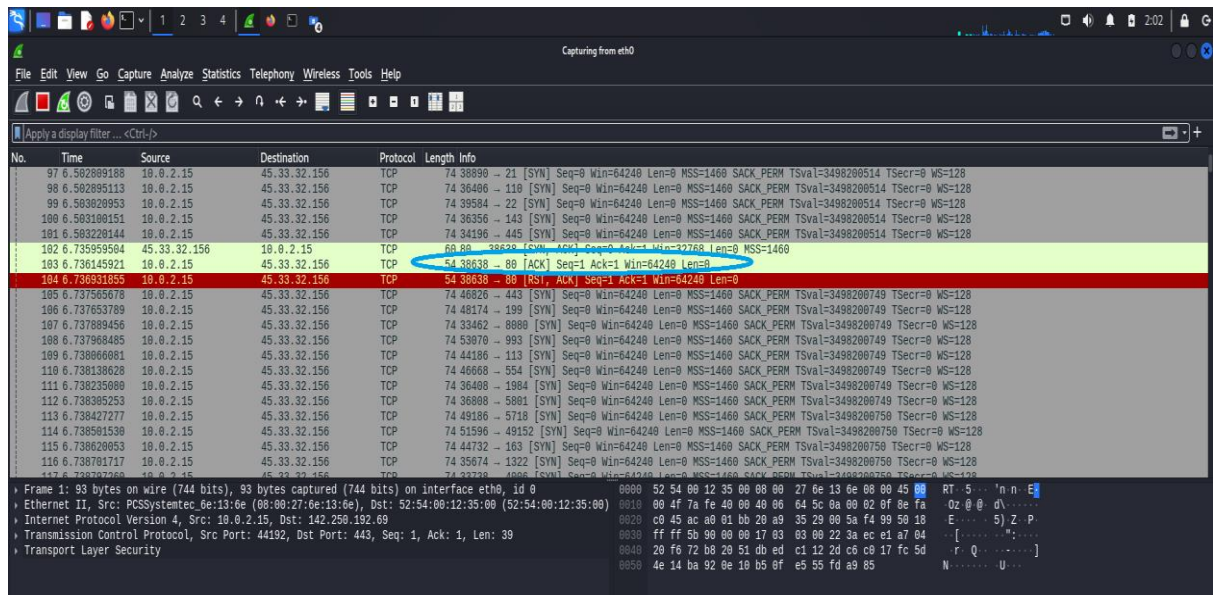 1 2 3 4 2:02
Capturing from eth0
File Edit View Go Capture Analyze Statistics Telephony Wireless Tools Help
Apply a display filter ... <Ctrl-/>
No. Time Source Destination Protocol Length Info
97 6.502809188 10.0.2.15 45.33.32.156 TCP 74 38890 → 21 [SYN] Seq=0 Win=64240 Len=0 MSS=1460 SACK_PERM TSval=3498200514 TSecr=0 WS=128
98 6.502895113 10.0.2.15 45.33.32.156 TCP 74 36406 → 110 [SYN] Seq=0 Win=64240 Len=0 MSS=1460 SACK_PERM TSval=3498200514 TSecr=0 WS=128
99 6.503020953 10.0.2.15 45.33.32.156 TCP 74 39584 → 22 [SYN] Seq=0 Win=64240 Len=0 MSS=1460 SACK_PERM TSval=3498200514 TSecr=0 WS=128
100 6.503100151 10.0.2.15 45.33.32.156 TCP 74 36356 → 143 [SYN] Seq=0 Win=64240 Len=0 MSS=1460 SACK_PERM TSval=3498200514 TSecr=0 WS=128
101 6.503220144 10.0.2.15 45.33.32.156 TCP 74 34196 → 445 [SYN] Seq=0 Win=64240 Len=0 MSS=1460 SACK_PERM TSval=3498200514 TSecr=0 WS=128
102 6.735959504 45.33.32.156 10.0.2.15 TCP 60 80 → 38638 [SYN, ACK] Seq=0 Ack=1 Win=32768 Len=0 MSS=1460
103 6.736145921 10.0.2.15 45.33.32.156 TCP 54 38638 → 80 [ACK] Seq=1 Ack=1 Win=64240 Len=0
104 6.736931855 10.0.2.15 45.33.32.156 TCP 54 38638 → 80 [RST, ACK] Seq=1 Ack=1 Win=64240 Len=0
105 6.737565678 10.0.2.15 45.33.32.156 TCP 74 46826 → 443 [SYN] Seq=0 Win=64240 Len=0 MSS=1460 SACK_PERM TSval=3498200749 TSecr=0 WS=128
106 6.737653789 10.0.2.15 45.33.32.156 TCP 74 48174 → 199 [SYN] Seq=0 Win=64240 Len=0 MSS=1460 SACK_PERM TSval=3498200749 TSecr=0 WS=128
107 6.737889456 10.0.2.15 45.33.32.156 TCP 74 33462 → 8080 [SYN] Seq=0 Win=64240 Len=0 MSS=1460 SACK_PERM TSval=3498200749 TSecr=0 WS=128
108 6.737968485 10.0.2.15 45.33.32.156 TCP 74 53070 → 993 [SYN] Seq=0 Win=64240 Len=0 MSS=1460 SACK_PERM TSval=3498200749 TSecr=0 WS=128
109 6.738066081 10.0.2.15 45.33.32.156 TCP 74 44186 → 113 [SYN] Seq=0 Win=64240 Len=0 MSS=1460 SACK_PERM TSval=3498200749 TSecr=0 WS=128
110 6.738138628 10.0.2.15 45.33.32.156 TCP 74 46668 → 554 [SYN] Seq=0 Win=64240 Len=0 MSS=1460 SACK_PERM TSval=3498200749 TSecr=0 WS=128
111 6.738235080 10.0.2.15 45.33.32.156 TCP 74 36408 → 1984 [SYN] Seq=0 Win=64240 Len=0 MSS=1460 SACK_PERM TSval=3498200749 TSecr=0 WS=128
112 6.738305253 10.0.2.15 45.33.32.156 TCP 74 36808 → 5801 [SYN] Seq=0 Win=64240 Len=0 MSS=1460 SACK_PERM TSval=3498200749 TSecr=0 WS=128
113 6.738427277 10.0.2.15 45.33.32.156 TCP 74 49186 → 5718 [SYN] Seq=0 Win=64240 Len=0 MSS=1460 SACK_PERM TSval=3498200750 TSecr=0 WS=128
114 6.738501530 10.0.2.15 45.33.32.156 TCP 74 51596 → 49152 [SYN] Seq=0 Win=64240 Len=0 MSS=1460 SACK_PERM TSval=3498200750 TSecr=0 WS=128
115 6.738620053 10.0.2.15 45.33.32.156 TCP 74 44732 → 163 [SYN] Seq=0 Win=64240 Len=0 MSS=1460 SACK_PERM TSval=3498200750 TSecr=0 WS=128
116 6.738701717 10.0.2.15 45.33.32.156 TCP 74 35674 → 1322 [SYN] Seq=0 Win=64240 Len=0 MSS=1460 SACK_PERM TSval=3498200750 TSecr=0 WS=128
Frame 1: 93 bytes on wire (744 bits), 93 bytes captured (744 bits) on interface eth0, id 0
Ethernet II, Src: PCSSystemtec_6e:13:6e (08:00:27:6e:13:6e), Dst: 52:54:00:12:35:00 (52:54:00:12:35:00)
Internet Protocol Version 4, Src: 10.0.2.15, Dst: 142.250.192.69
Transmission Control Protocol, Src Port: 44192, Dst Port: 443, Seq: 1, Ack: 1, Len: 39
Transport Layer Security
0000 52 54 00 12 35 00 08 00 27 6e 13 6e 08 00 45 00 RT··5··· 'n·n··E·
0010 00 4f 7a fe 40 00 40 06 64 5c 0a 00 02 0f 8e fa ·Oz·@·@· d\······
0020 c0 45 ac a0 01 bb 20 a9 35 29 00 5a f4 99 50 18 ·E···· · 5)·Z··P·
0030 ff ff 5b 90 00 00 17 03 03 00 22 3a ec e1 a7 04 ··[····· ··":····
0040 20 f6 72 b8 20 51 db ed c1 12 2d c6 c0 17 fc 5d ·r· Q·· ··-····]
0050 4e 14 ba 92 0e 10 b5 0f e5 55 fd a9 85 N······· ·U···